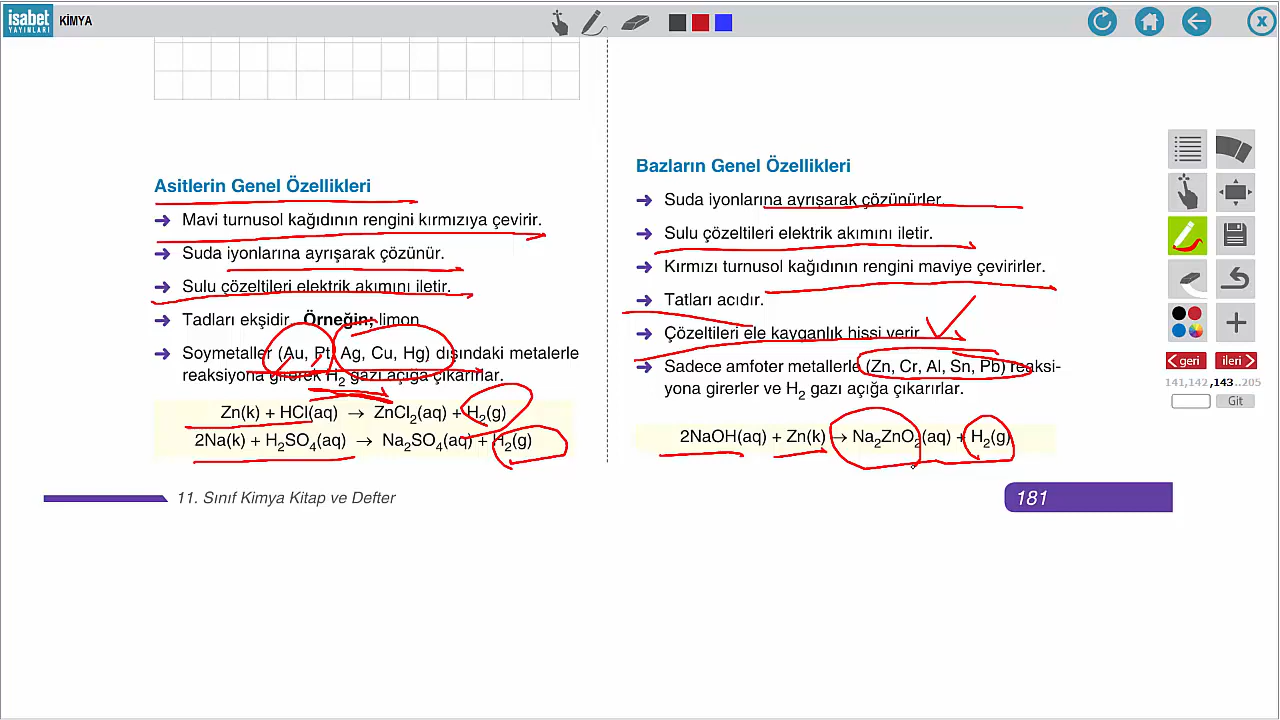 isabet
YAYINLARI
KİMYA
Asitlerin Genel Özellikleri
➔ Mavi turnusol kağıdının rengini kırmızıya çevirir.
➔ Suda iyonlarına ayrışarak çözünür.
➔ Sulu çözeltileri elektrik akımını iletir.
➔ Tadları ekşidir. Örneğin; limon
➔ Soymetaller (Au, Pt, Ag, Cu, Hg) dışındaki metalerle
reaksiyona girerek H₂ gazı açığa çıkarırlar.
Zn(k) + HCl(aq) → ZnCl₂(aq) + H₂(g)
2Na(k) + H₂SO₄(aq) → Na₂SO₄(aq) + H₂(g)
11. Sınıf Kimya Kitap ve Defter
Bazların Genel Özellikleri
➔ Suda iyonlarına ayrışarak çözünürler.
➔ Sulu çözeltileri elektrik akımını iletir.
➔ Kırmızı turnusol kağıdının rengini maviye çevirirler.
➔ Tatları acıdır.
➔ Çözeltileri ele kayganlık hissi verir.
➔ Sadece amfoter metallerle (Zn, Cr, Al, Sn, Pb) reaksi-
yona girerler ve H₂ gazı açığa çıkarırlar.
2NaOH(aq) + Zn(k) → Na₂ZnO₂(aq) + H₂(g)
181
geri
ileri
141,142,143...205
Git